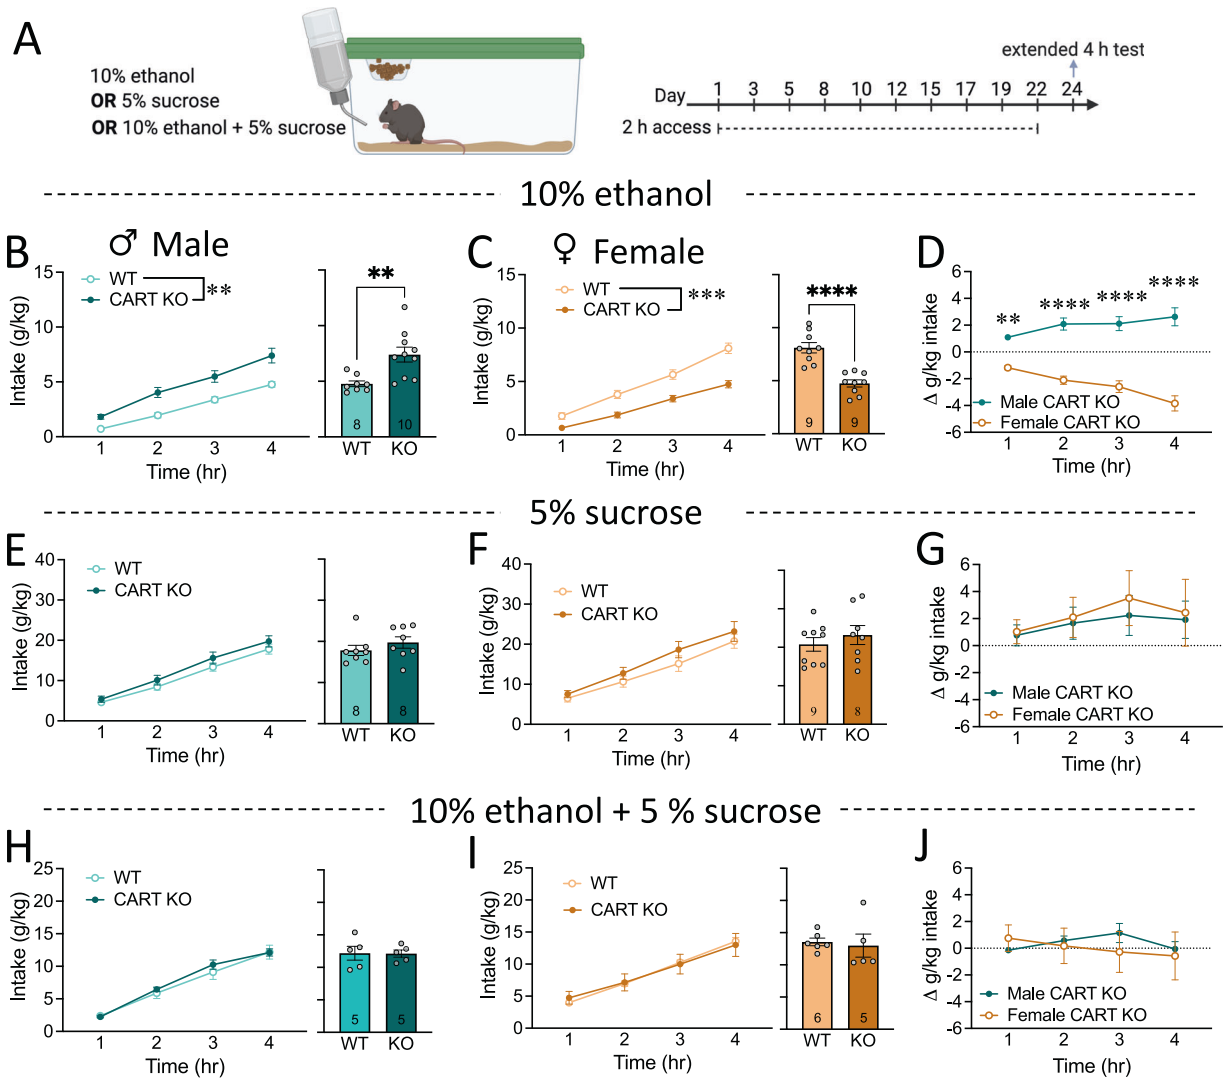 A
10% ethanol
OR 5% sucrose
OR 10% ethanol + 5% sucrose
extended 4 h test
Day 1 3 5 8 10 12 15 17 19 22 24
2 h access
10% ethanol
B ♂ Male
WT
CART KO
**
**
Intake (g/kg)
15
10
5
0
1 2 3 4
Time (hr)
8 10
WT KO
C ♀ Female
WT
CART KO
***
****
Intake (g/kg)
15
10
5
0
1 2 3 4
Time (hr)
9 9
WT KO
D
** **** **** ****
Δ g/kg intake
6
4
2
0
-2
-4
-6
Male CART KO
Female CART KO
1 2 3 4
Time (hr)
5% sucrose
E
WT
CART KO
Intake (g/kg)
40
30
20
10
0
1 2 3 4
Time (hr)
8 8
WT KO
F
WT
CART KO
Intake (g/kg)
40
30
20
10
0
1 2 3 4
Time (hr)
9 8
WT KO
G
Δ g/kg intake
6
4
2
0
-2
-4
-6
Male CART KO
Female CART KO
1 2 3 4
Time (hr)
10% ethanol + 5 % sucrose
H
WT
CART KO
Intake (g/kg)
25
20
15
10
5
0
1 2 3 4
Time (hr)
5 5
WT KO
I
WT
CART KO
Intake (g/kg)
25
20
15
10
5
0
1 2 3 4
Time (hr)
6 5
WT KO
J
Δ g/kg intake
6
4
2
0
-2
-4
-6
Male CART KO
Female CART KO
1 2 3 4
Time (hr)